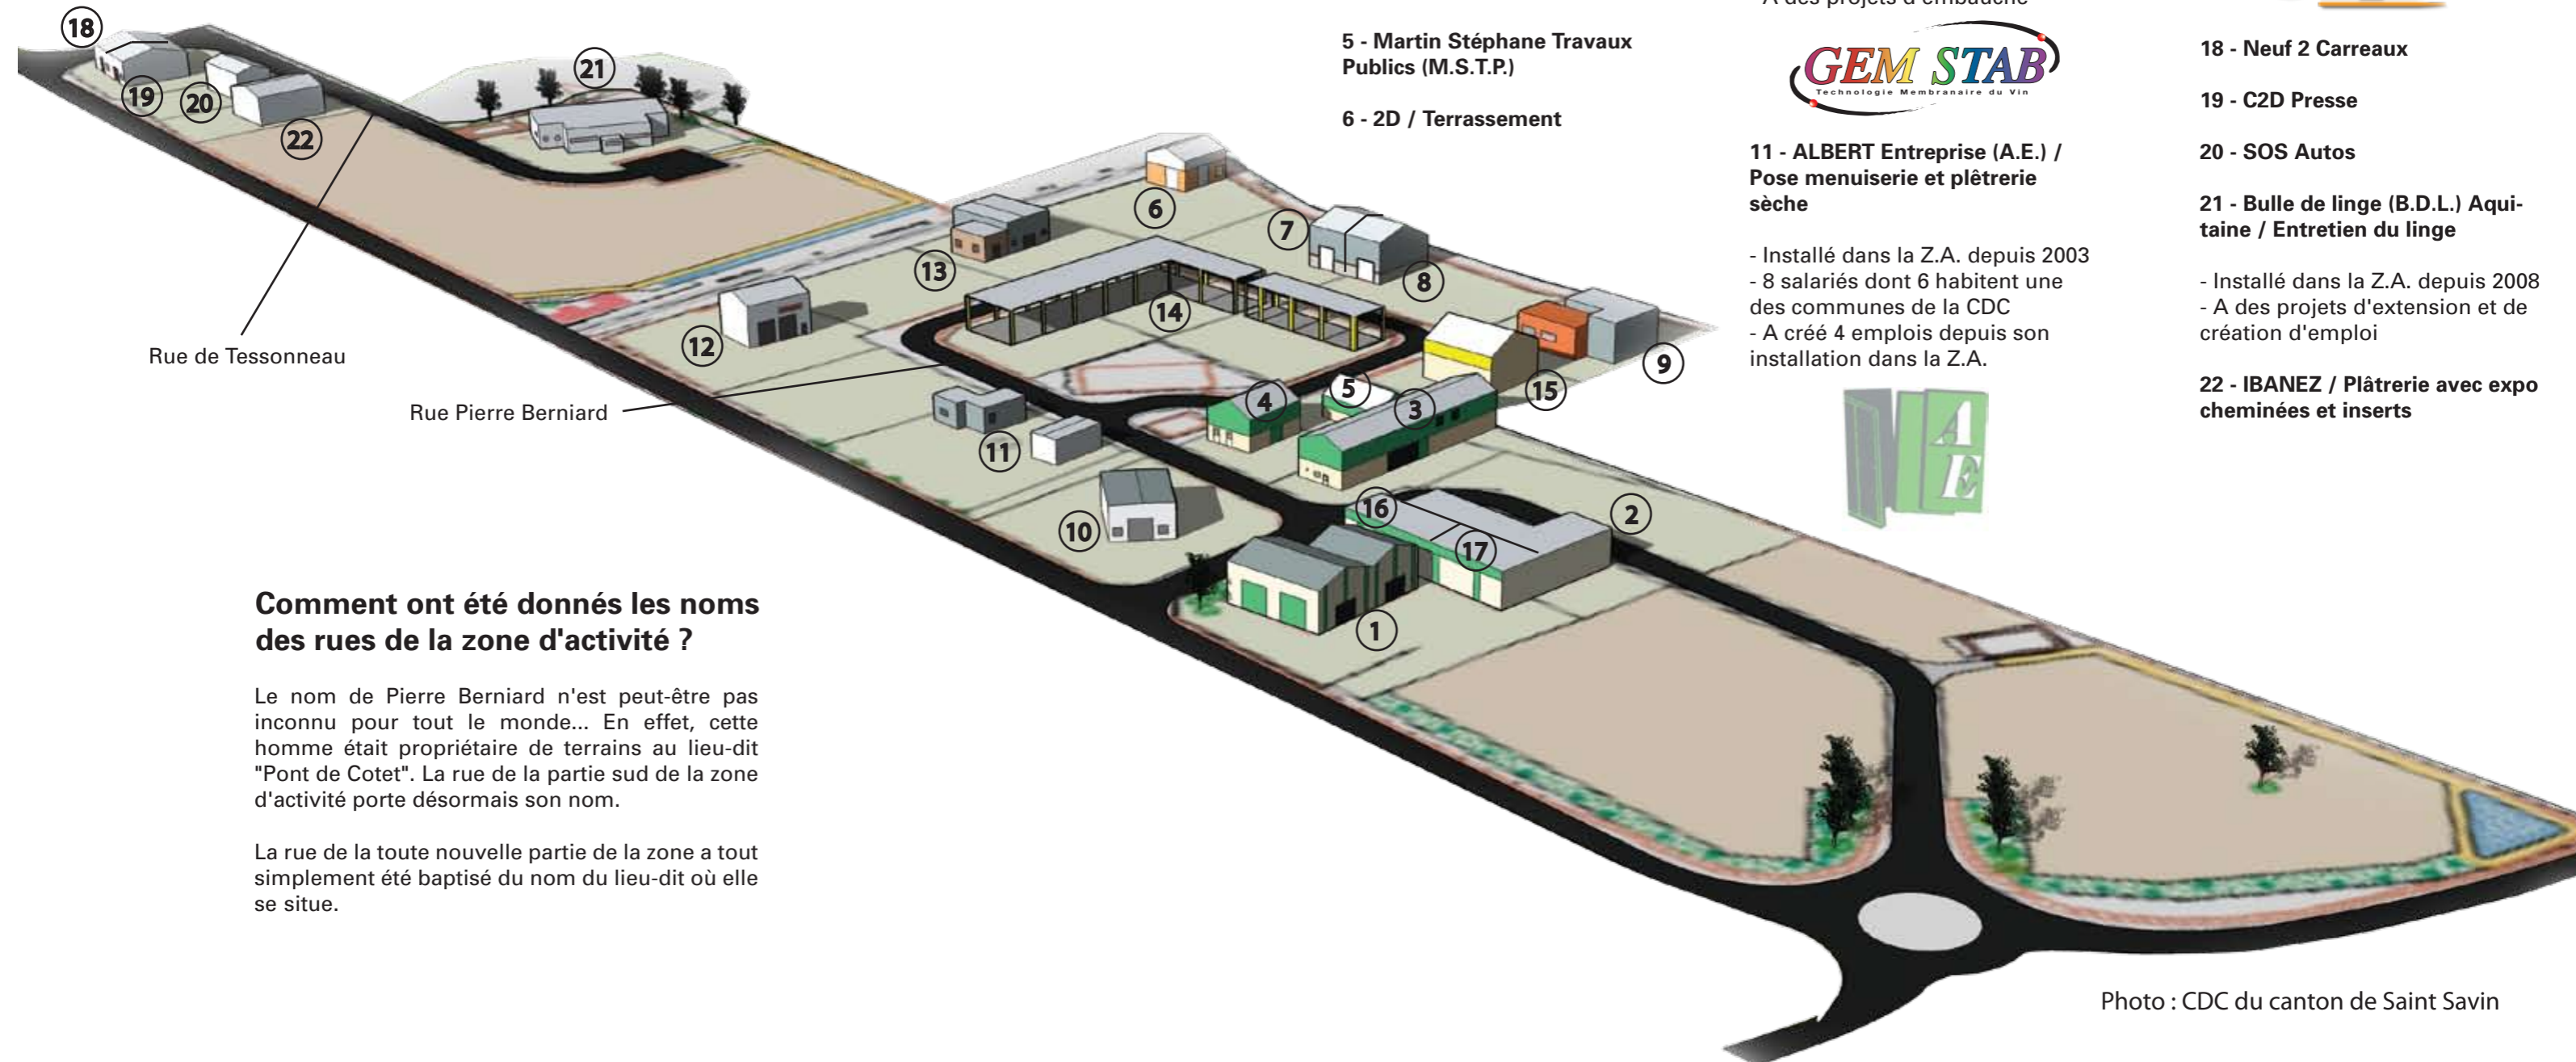 - A des projets d'embauche
5 - Martin Stéphane Travaux
Publics (M.S.T.P.)
6 - 2D / Terrassement
GEM STAB
Technologie Membranaire du Vin
11 - ALBERT Entreprise (A.E.) /
Pose menuiserie et plêtrerie
sèche
- Installé dans la Z.A. depuis 2003
- 8 salariés dont 6 habitent une
des communes de la CDC
- A créé 4 emplois depuis son
installation dans la Z.A.
A
E
18 - Neuf 2 Carreaux
19 - C2D Presse
20 - SOS Autos
21 - Bulle de linge (B.D.L.) Aqui-
taine / Entretien du linge
- Installé dans la Z.A. depuis 2008
- A des projets d'extension et de
création d'emploi
22 - IBANEZ / Plâtrerie avec expo
cheminées et inserts
18
19
20
22
21
6
7
8
13
14
12
9
15
5
4
3
11
10
16
17
2
1
Rue de Tessonneau
Rue Pierre Berniard
Comment ont été donnés les noms
des rues de la zone d'activité ?
Le nom de Pierre Berniard n'est peut-être pas
inconnu pour tout le monde... En effet, cette
homme était propriétaire de terrains au lieu-dit
"Pont de Cotet". La rue de la partie sud de la zone
d'activité porte désormais son nom.
La rue de la toute nouvelle partie de la zone a tout
simplement été baptisé du nom du lieu-dit où elle
se situe.
Photo : CDC du canton de Saint Savin